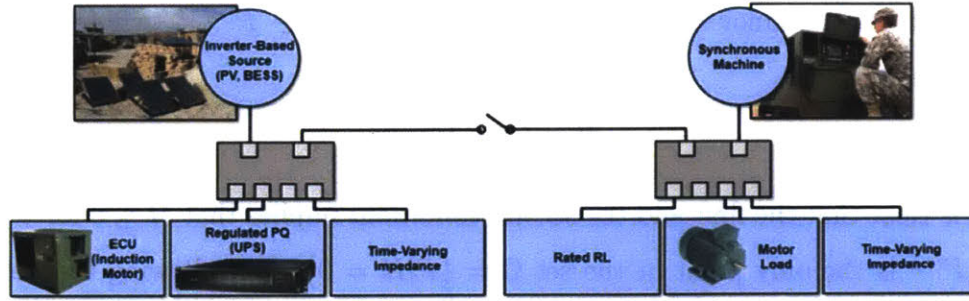 Inverter-Based
Source
(PV, BESS)
Synchronous
Machine
ECU
(Induction
Motor)
Regulated PQ
(UPS)
Time-Varying
Impedance
Rated RL
Motor
Load
Time-Varying
Impedance